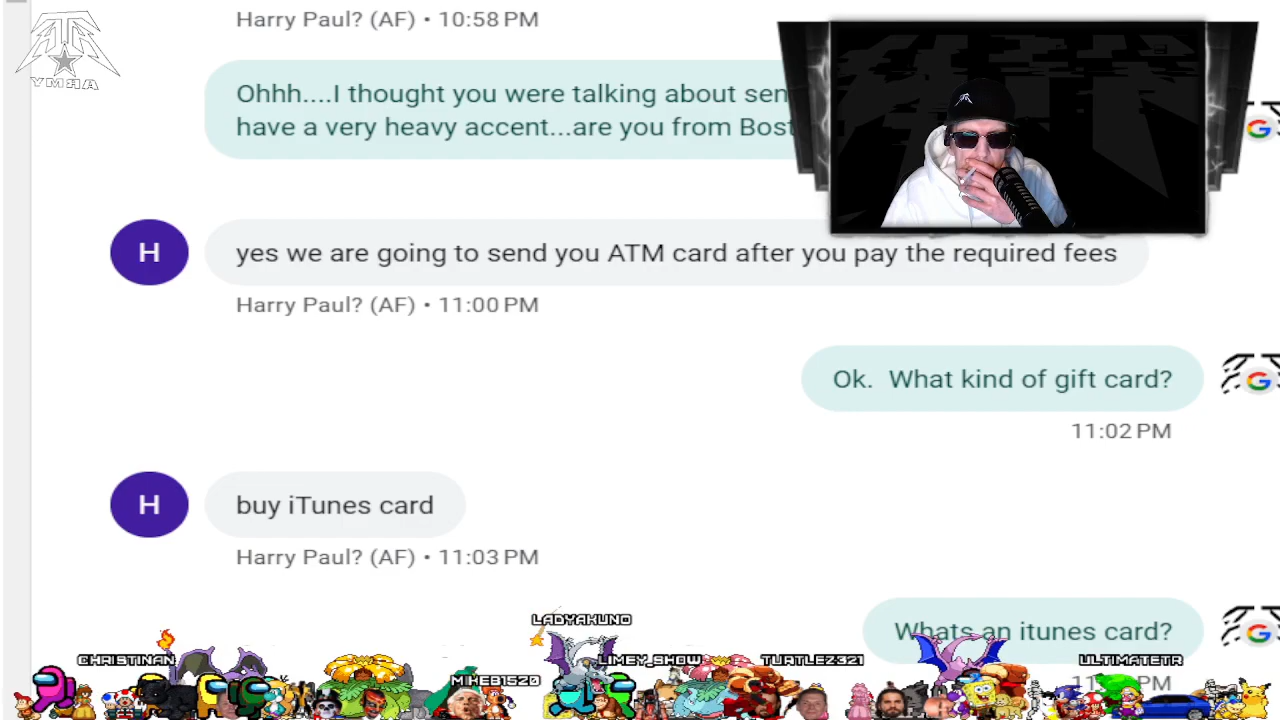 Harry Paul? (AF) • 10:58 PM
Ohhh....I thought you were talking about
have a very heavy accent...are you from
yes we are going to send you ATM card after you pay the required fees
Harry Paul? (AF) • 11:00 PM
Ok. What kind of gift card?
11:02 PM
buy iTunes card
Harry Paul? (AF) • 11:03 PM
Whats an itunes card?
PM
LADYAKUNO
CHRISTINAN
LIMEY_SHOW
TURTLEZ321
ULTIMATETR
MIKEB1520